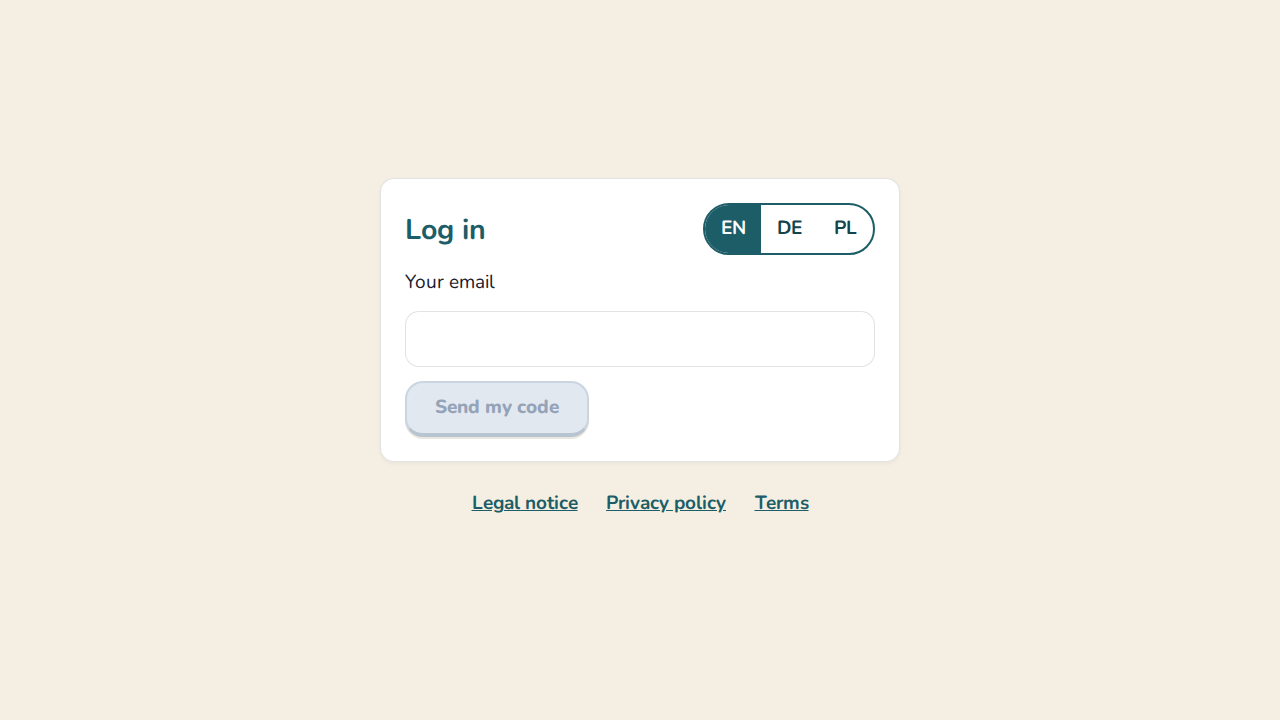 Log in
EN DE PL
Your email
Send my code
Legal notice Privacy policy Terms